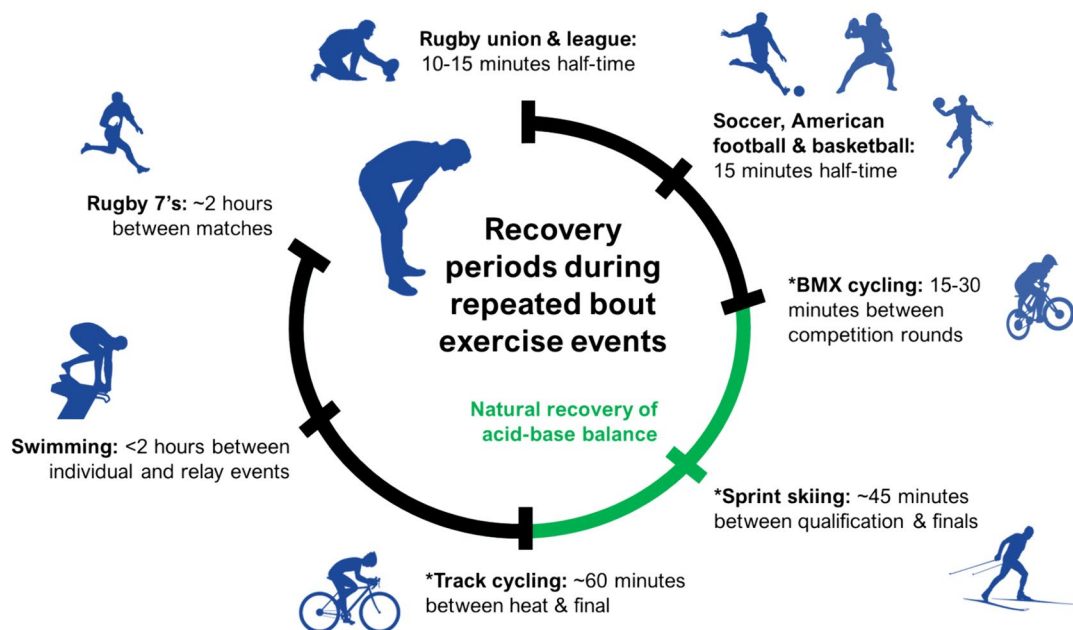 Rugby union & league:
10-15 minutes half-time
Soccer, American
football & basketball:
15 minutes half-time
Rugby 7’s: ~2 hours
between matches
Recovery
periods during
repeated bout
exercise events
*BMX cycling: 15-30
minutes between
competition rounds
Natural recovery of
acid-base balance
Swimming: <2 hours between
individual and relay events
*Sprint skiing: ~45 minutes
between qualification & finals
*Track cycling: ~60 minutes
between heat & final